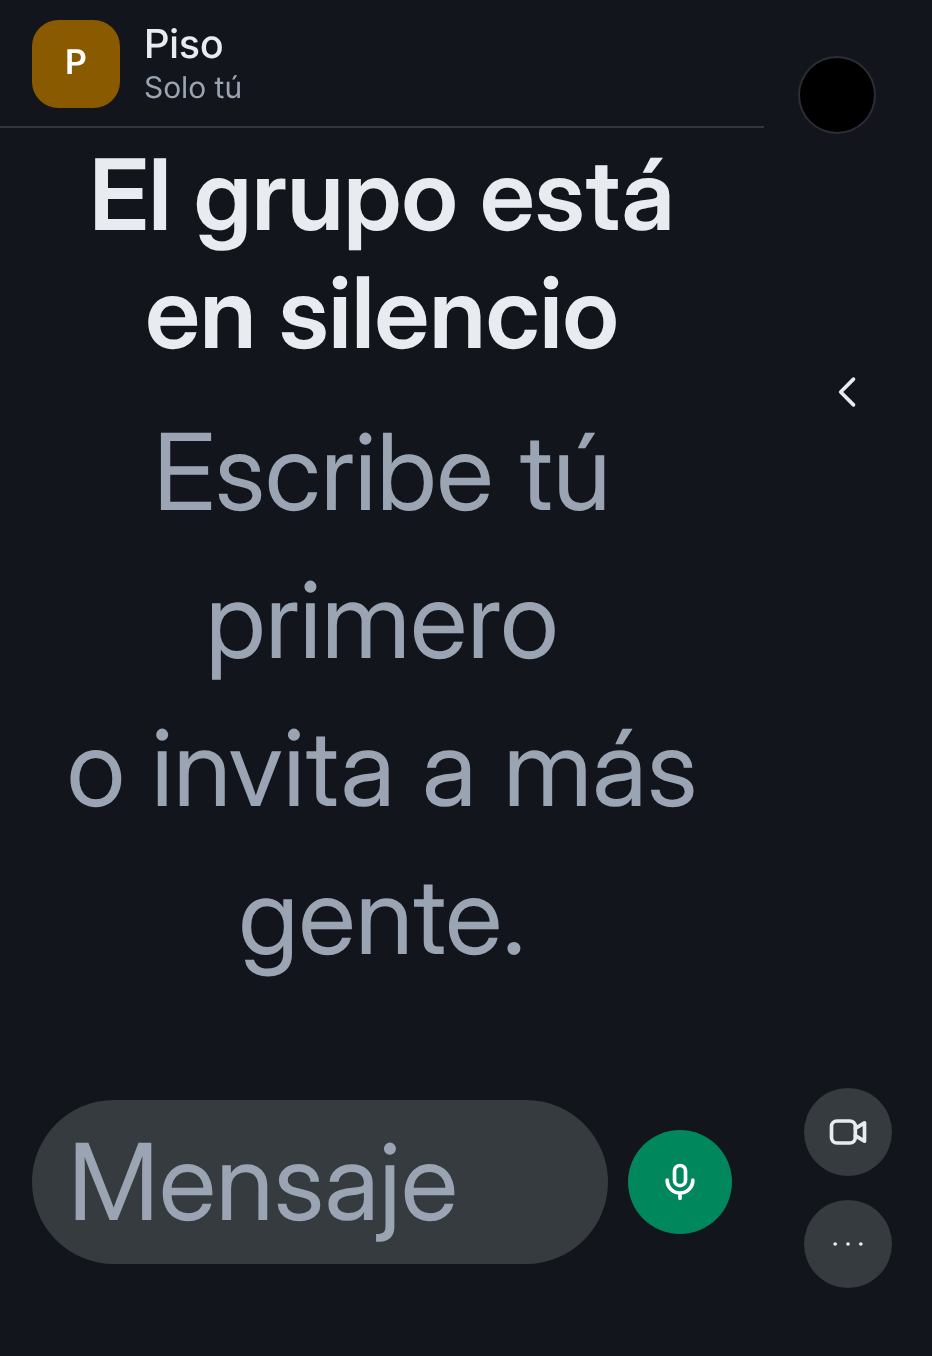 P
Piso
Solo tú
El grupo está
en silencio
Escribe tú
primero
o invita a más
gente.
Mensaje